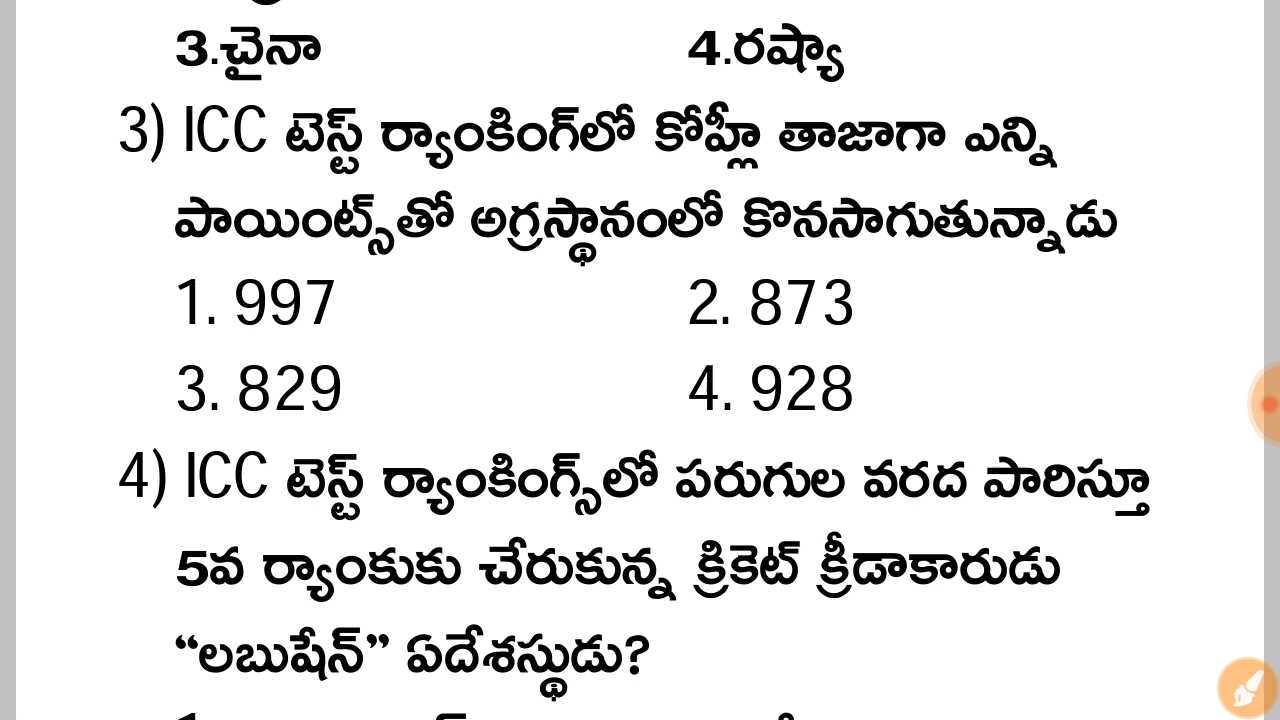 3.చైనా 4.రష్యా
3) ICC టెస్ట్ ర్యాంకింగ్‌లో కోహ్లీ తాజాగా ఎన్ని
పాయింట్స్‌తో అగ్రస్థానంలో కొనసాగుతున్నాడు
1. 997 2. 873
3. 829 4. 928
4) ICC టెస్ట్ ర్యాంకింగ్స్‌లో పరుగుల వరద పారిస్తూ
5వ ర్యాంకుకు చేరుకున్న క్రికెట్ క్రీడాకారుడు
“లబుషేన్” ఏదేశస్థుడు?